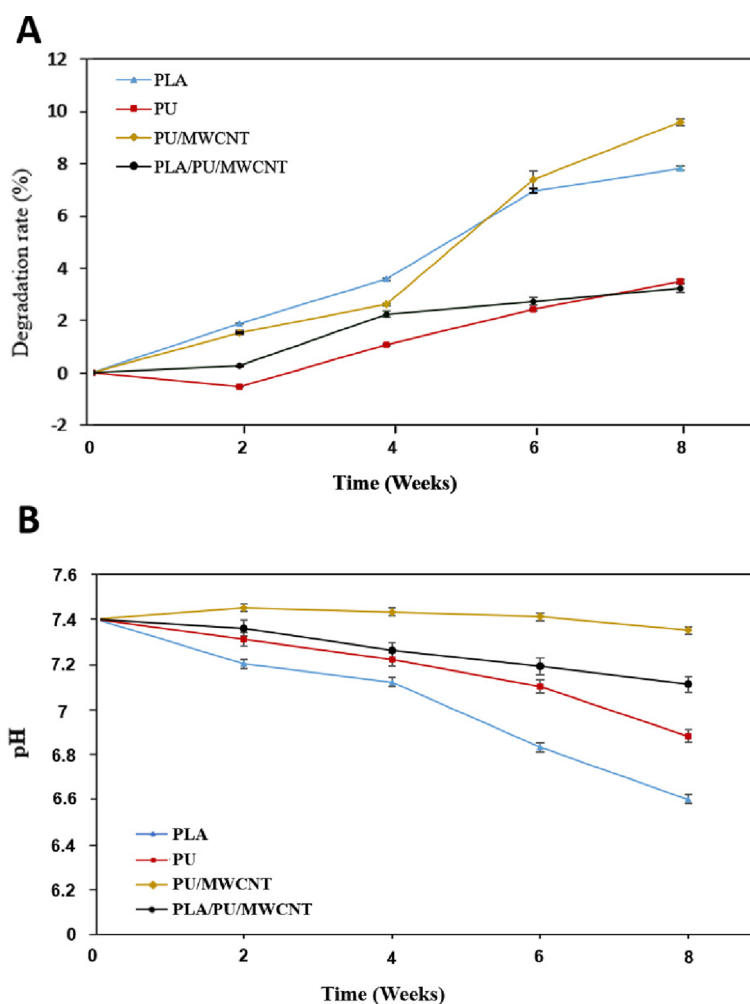 A
12
10
8
6
4
2
0
-2
Degradation rate (%)
PLA
PU
PU/MWCNT
PLA/PU/MWCNT
0 2 4 6 8
Time (Weeks)
B
7.6
7.4
7.2
7
6.8
6.6
6.4
6.2
0
pH
PLA
PU
PU/MWCNT
PLA/PU/MWCNT
0 2 4 6 8
Time (Weeks)